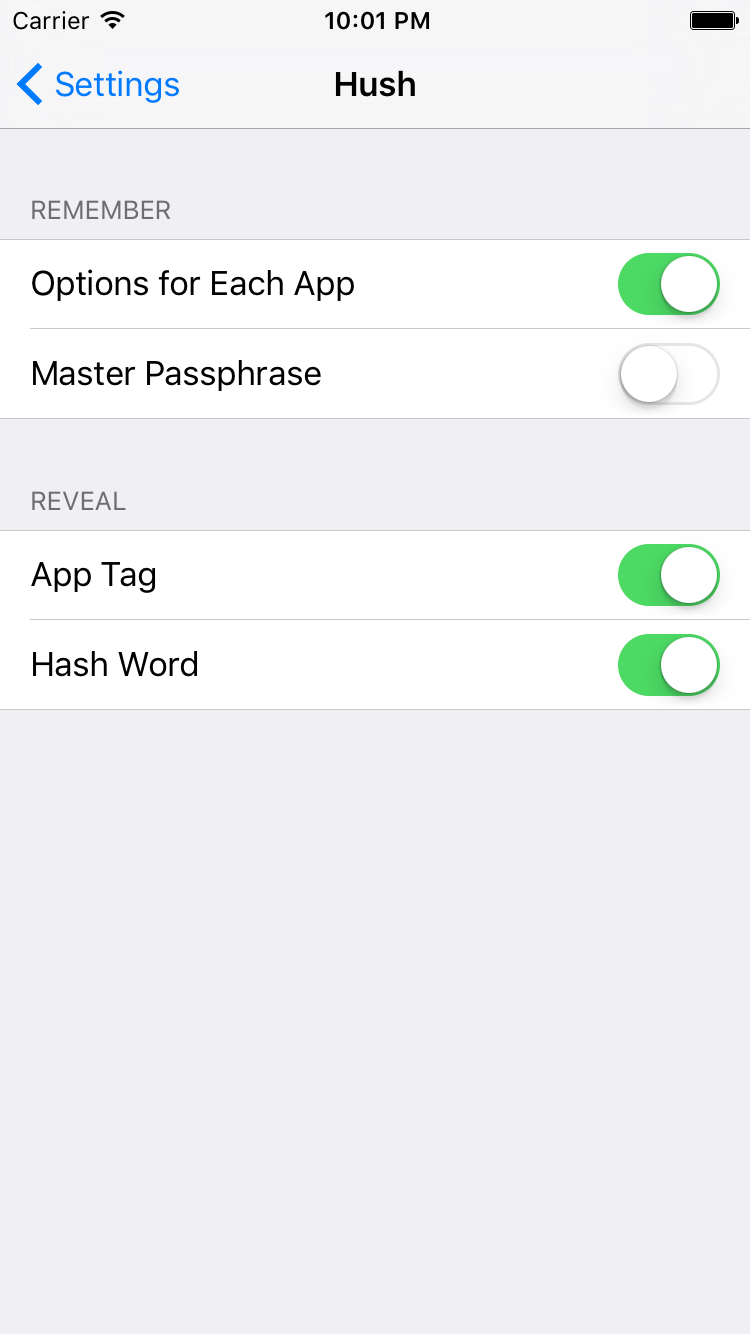 Carrier 10:01 PM
Settings Hush
REMEMBER
Options for Each App
Master Passphrase
REVEAL
App Tag
Hash Word